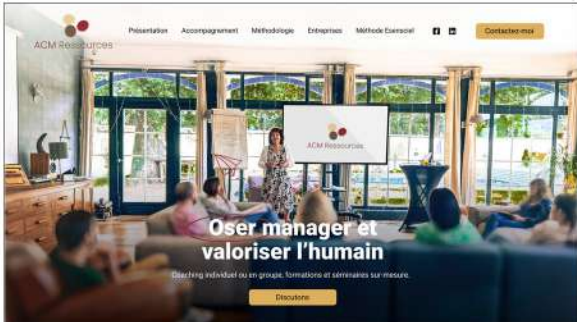 ACM Ressources
Présentation Accompagnement Méthodologie Entreprises Méthode Esensciel Contactez-moi
ACM Ressources
Oser manager et
valoriser l'humain
Coaching individuel ou en groupe, formations et séminaires sur-mesure.
Discutons